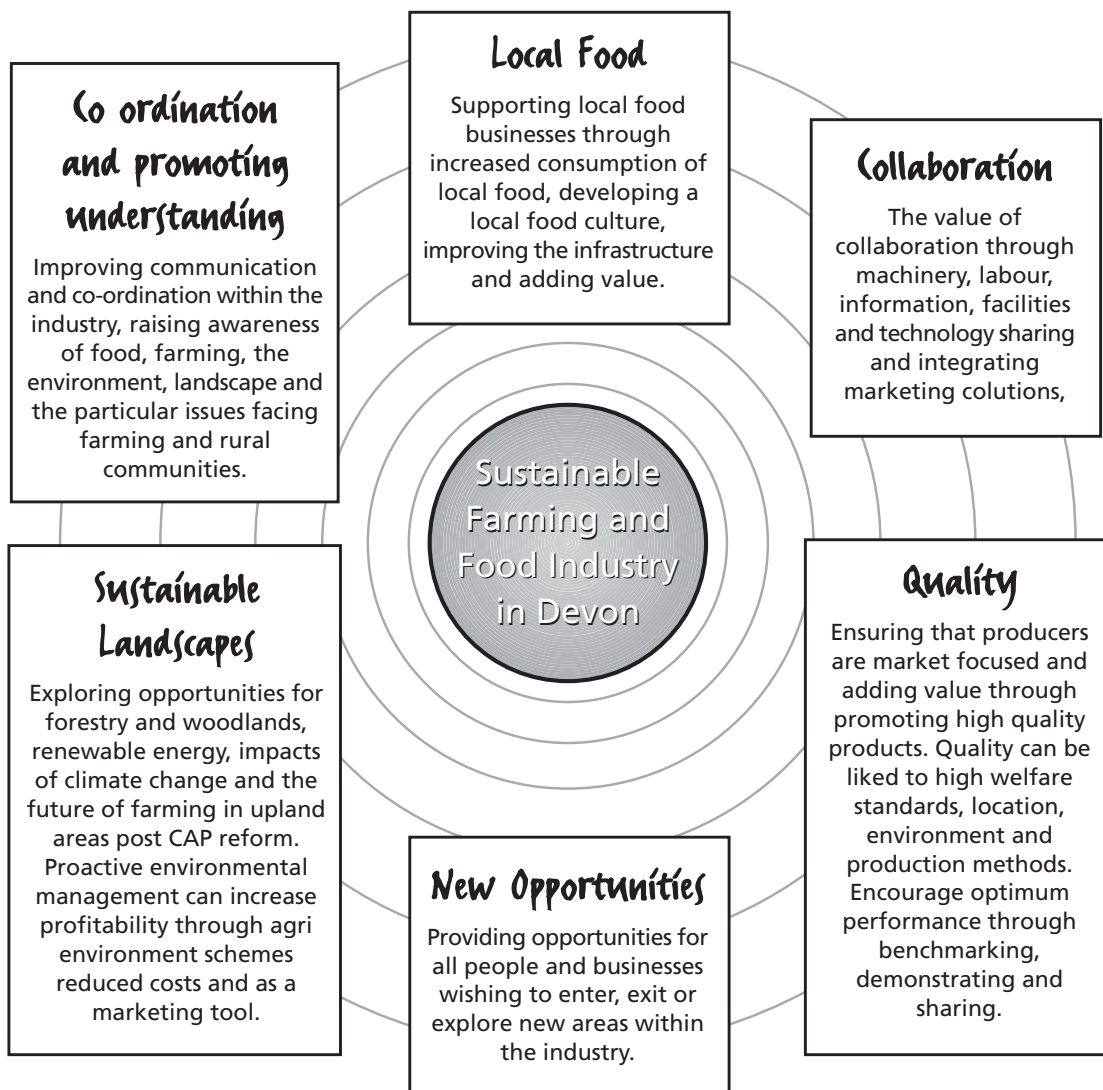 Co ordination
and promoting
understanding
Improving communication
and co-ordination within the
industry, raising awareness
of food, farming, the
environment, landscape and
the particular issues facing
farming and rural
communities.
Local Food
Supporting local food
businesses through
increased consumption of
local food, developing a
local food culture,
improving the infrastructure
and adding value.
Collaboration
The value of
collaboration through
machinery, labour,
information, facilities
and technology sharing
and integrating
marketing colutions,
Sustainable
Farming and
Food Industry
in Devon
Sustainable
Landscapes
Exploring opportunities for
forestry and woodlands,
renewable energy, impacts
of climate change and the
future of farming in upland
areas post CAP reform.
Proactive environmental
management can increase
profitability through agri
environment schemes
reduced costs and as a
marketing tool.
New Opportunities
Providing opportunities for
all people and businesses
wishing to enter, exit or
explore new areas within
the industry.
Quality
Ensuring that producers
are market focused and
adding value through
promoting high quality
products. Quality can be
liked to high welfare
standards, location,
environment and
production methods.
Encourage optimum
performance through
benchmarking,
demonstrating and
sharing.